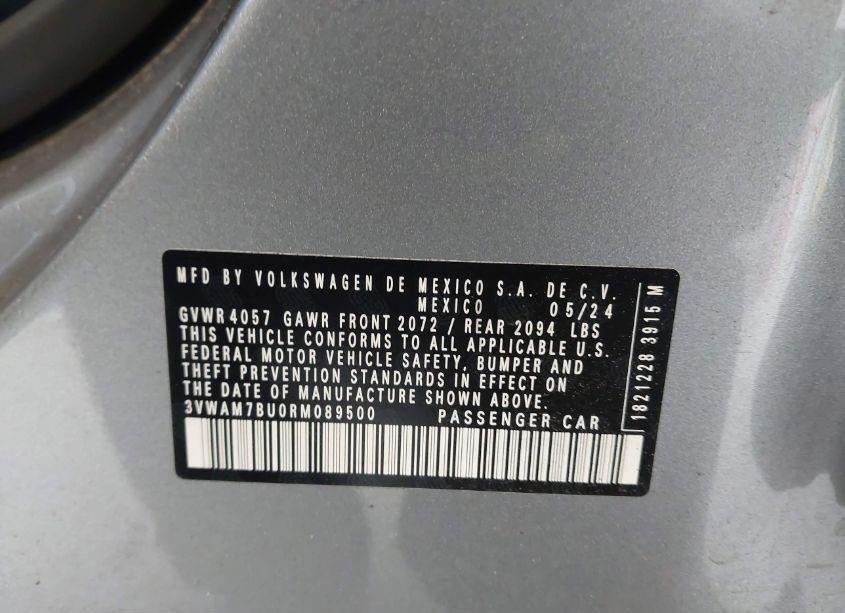 MFD BY VOLKSWAGEN DE MEXICO S.A. DE C.V.
MEXICO 05/24
GVWR 4057 GAWR FRONT 2072 / REAR 2094 LBS
THIS VEHICLE CONFORMS TO ALL APPLICABLE U.S.
FEDERAL MOTOR VEHICLE SAFETY, BUMPER AND
THEFT PREVENTION STANDARDS IN EFFECT ON
THE DATE OF MANUFACTURE SHOWN ABOVE.
3VWAM7BU0RM089500 PASSENGER CAR
1821228 3915 M